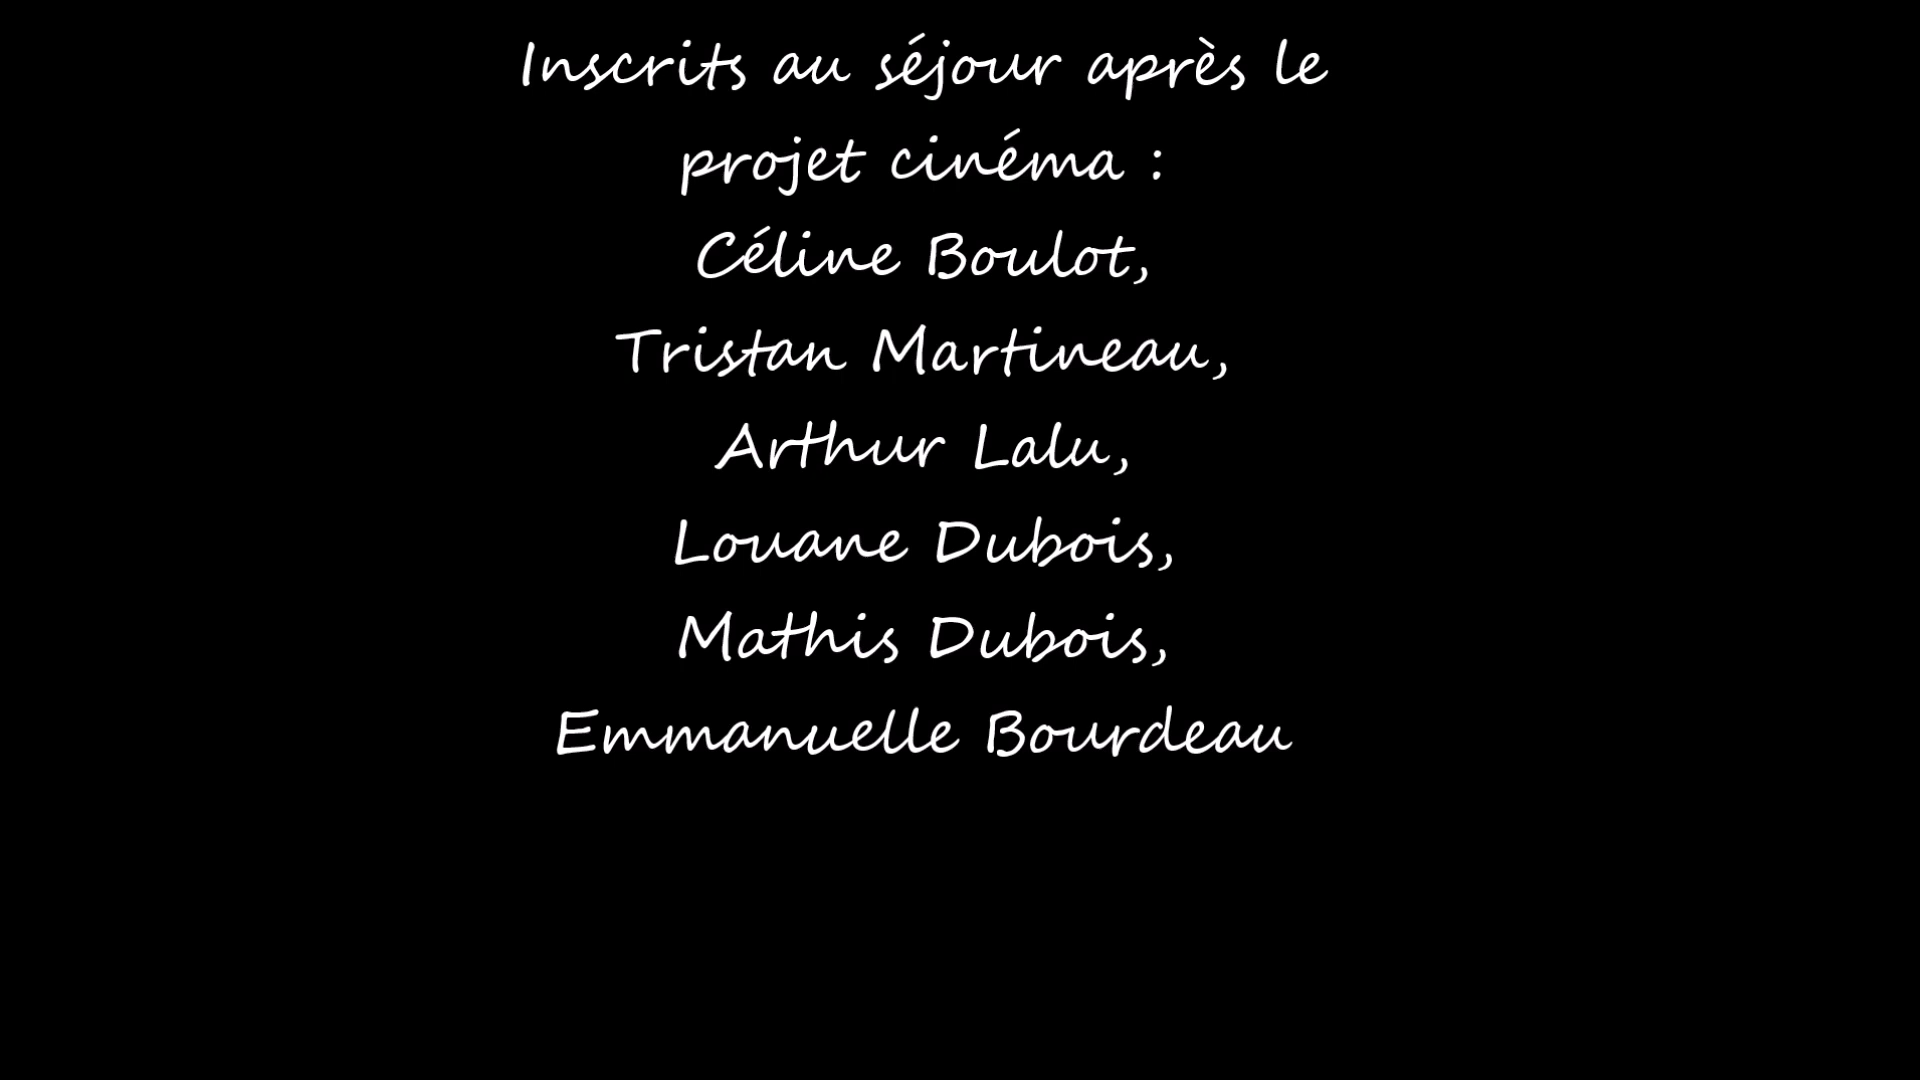 Inscrits au séjour après le
projet cinéma :
Céline Boulot,
Tristan Martineau,
Arthur Lalu,
Louane Dubois,
Mathis Dubois,
Emmanuelle Bourdeau